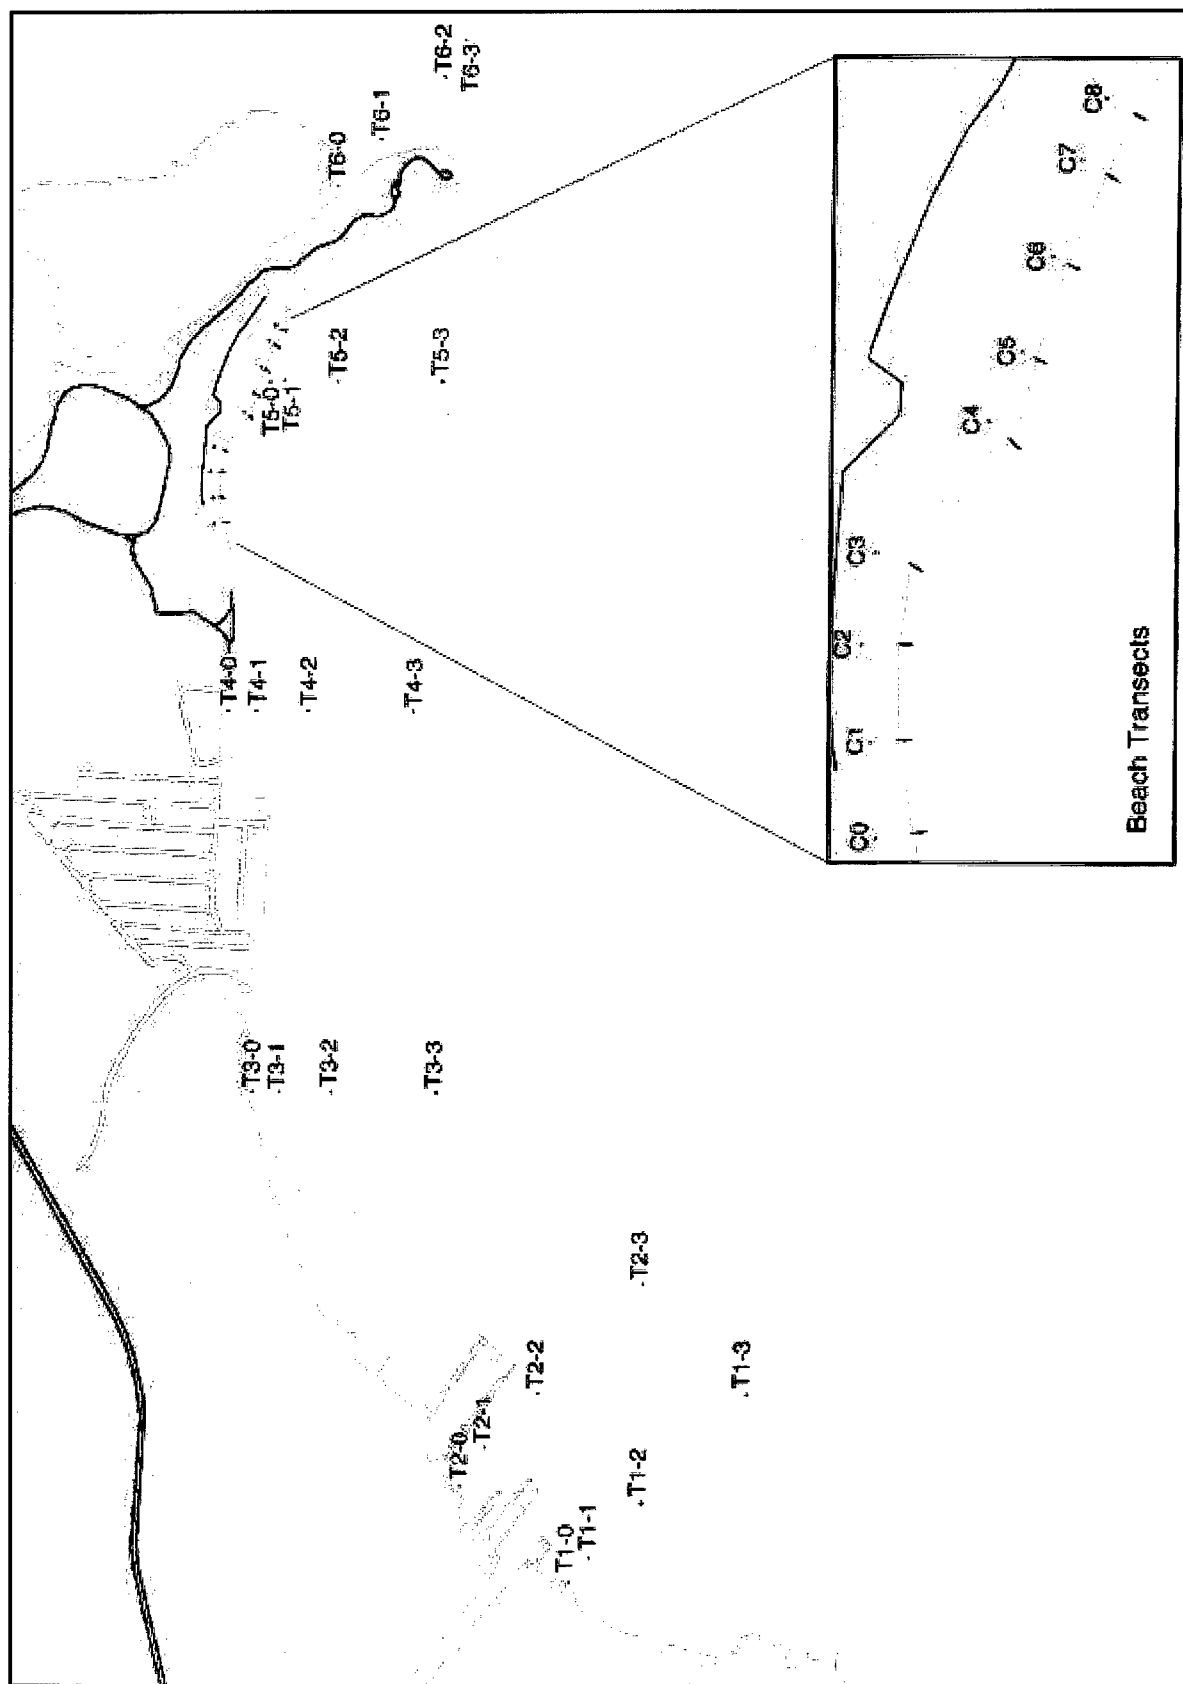 T6-2
T6-3
T6-1
T6-0
T5-2
T5-3
T5-0
T5-1
T4-0
T4-1
T4-2
T4-3
T3-0
T3-1
T3-2
T3-3
T2-3
T2-2
T2-1
T2-0
T1-3
T1-2
T1-1
T1-0
C0
C1
C2
C3
C4
C5
C6
C7
C8
Beach Transects